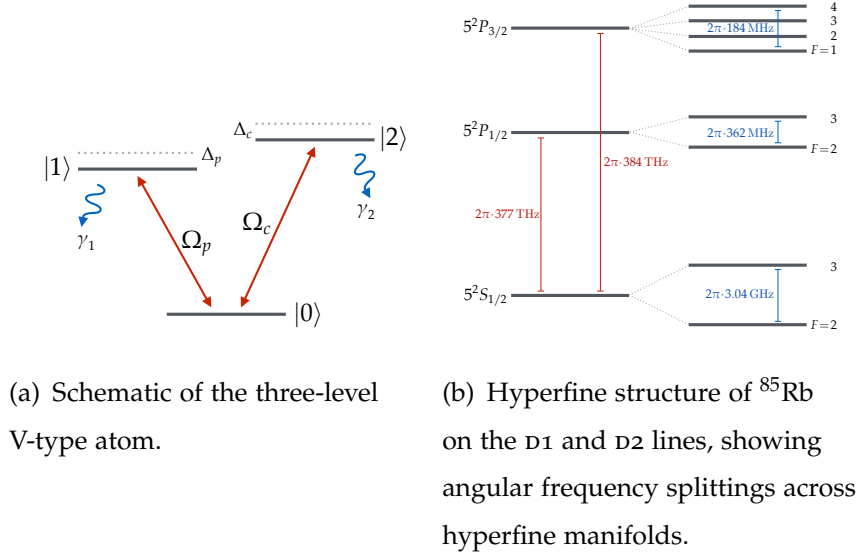 |1⟩
Δp
γ1
Ωp
Δc
|2⟩
γ2
Ωc
|0⟩
5²P3/2
4
3
2
F=1
2π·184 MHz
5²P1/2
3
F=2
2π·362 MHz
2π·384 THz
2π·377 THz
5²S1/2
3
F=2
2π·3.04 GHz
(a) Schematic of the three-level
V-type atom.
(b) Hyperfine structure of ⁸⁵Rb
on the D1 and D2 lines, showing
angular frequency splittings across
hyperfine manifolds.